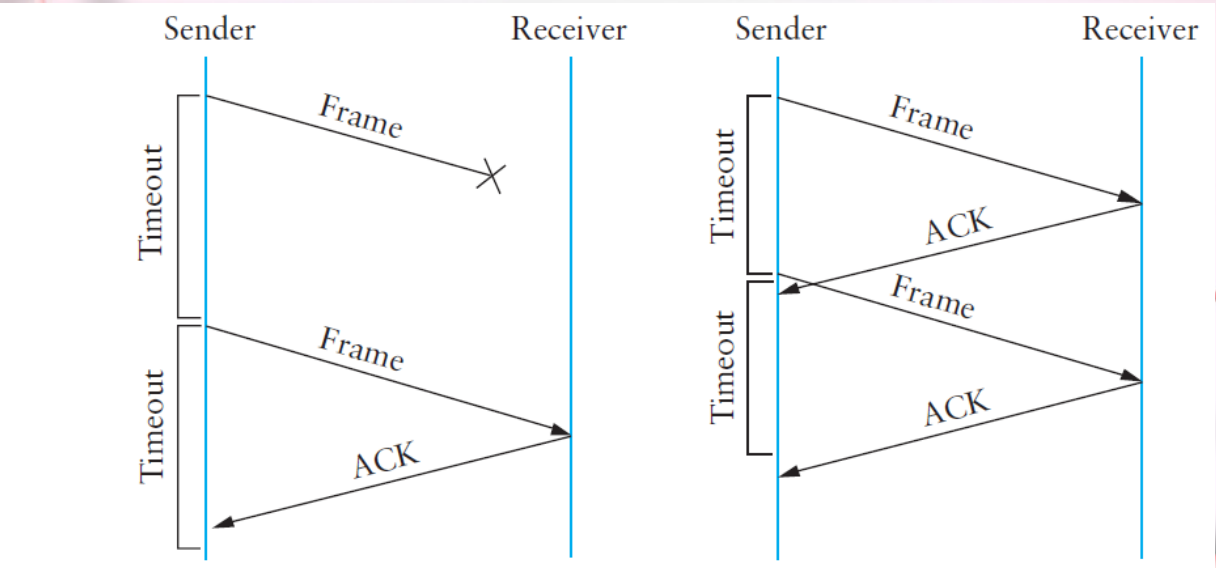 Sender
Receiver
Timeout
Frame
Timeout
Frame
ACK
Sender
Receiver
Timeout
Frame
ACK
Timeout
Frame
ACK